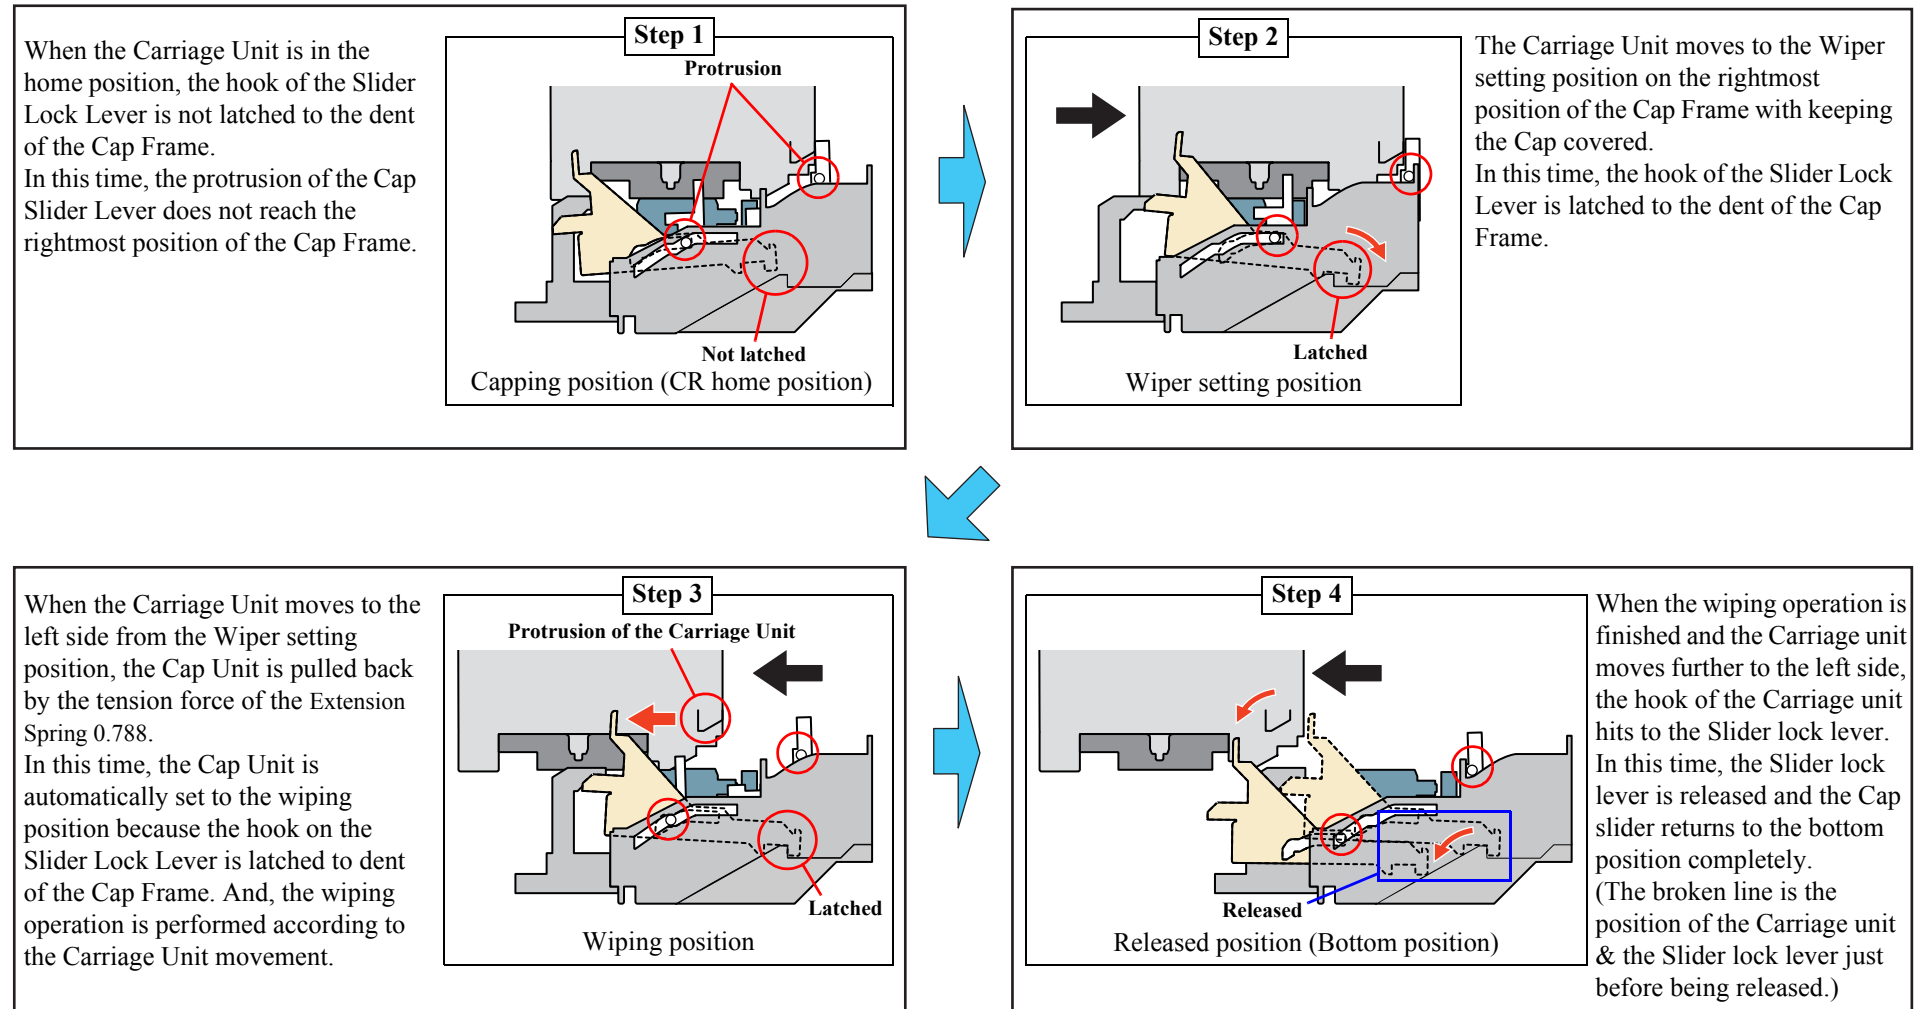 When the Carriage Unit is in the
home position, the hook of the Slider
Lock Lever is not latched to the dent
of the Cap Frame.
In this time, the protrusion of the Cap
Slider Lever does not reach the
rightmost position of the Cap Frame.
Step 1
Protrusion
Not latched
Capping position (CR home position)
Step 2
Latched
Wiper setting position
The Carriage Unit moves to the Wiper
setting position on the rightmost
position of the Cap Frame with keeping
the Cap covered.
In this time, the hook of the Slider Lock
Lever is latched to the dent of the Cap
Frame.
When the Carriage Unit moves to the
left side from the Wiper setting
position, the Cap Unit is pulled back
by the tension force of the Extension
Spring 0.788.
In this time, the Cap Unit is
automatically set to the wiping
position because the hook on the
Slider Lock Lever is latched to dent
of the Cap Frame. And, the wiping
operation is performed according to
the Carriage Unit movement.
Step 3
Protrusion of the Carriage Unit
Latched
Wiping position
Step 4
Released
Released position (Bottom position)
When the wiping operation is
finished and the Carriage unit
moves further to the left side,
the hook of the Carriage unit
hits to the Slider lock lever.
In this time, the Slider lock
lever is released and the Cap
slider returns to the bottom
position completely.
(The broken line is the
position of the Carriage unit
& the Slider lock lever just
before being released.)